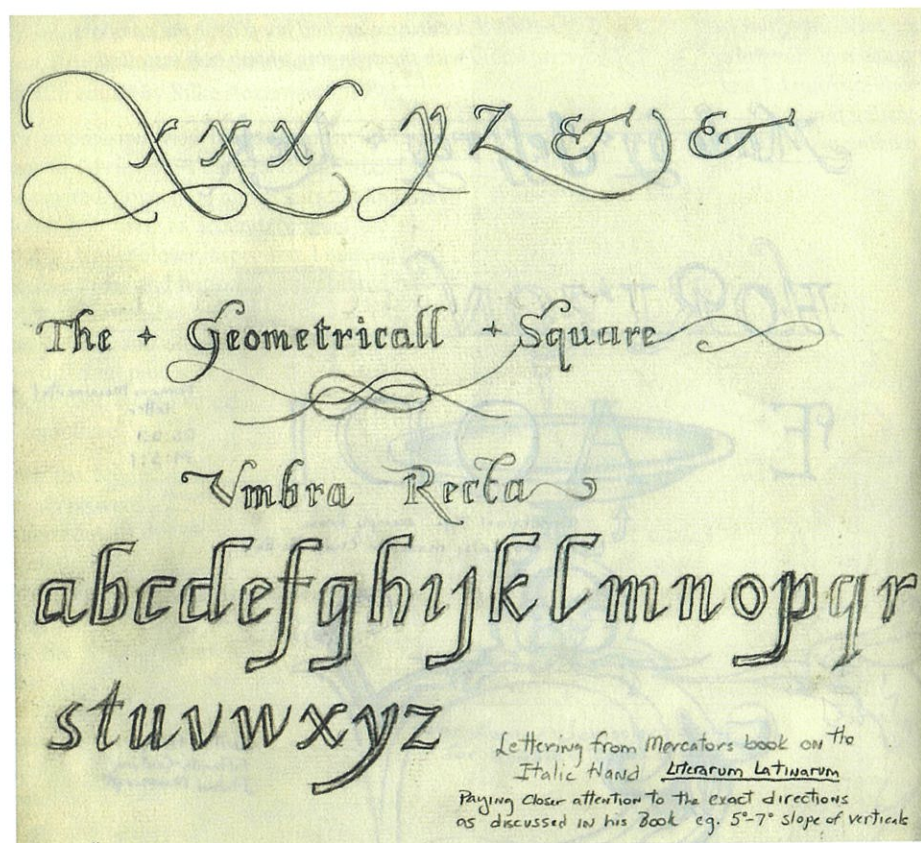 X x x x y z & &
The + Geometricall + Square
Vmbra Recta
abcdefghijklmnopqr
stuvwxyz
Lettering from Mercators book on the
Italic Hand Literarum Latinarum
Paying closer attention to the exact directions
as discussed in his Book eg. 5°-7° slope of verticals